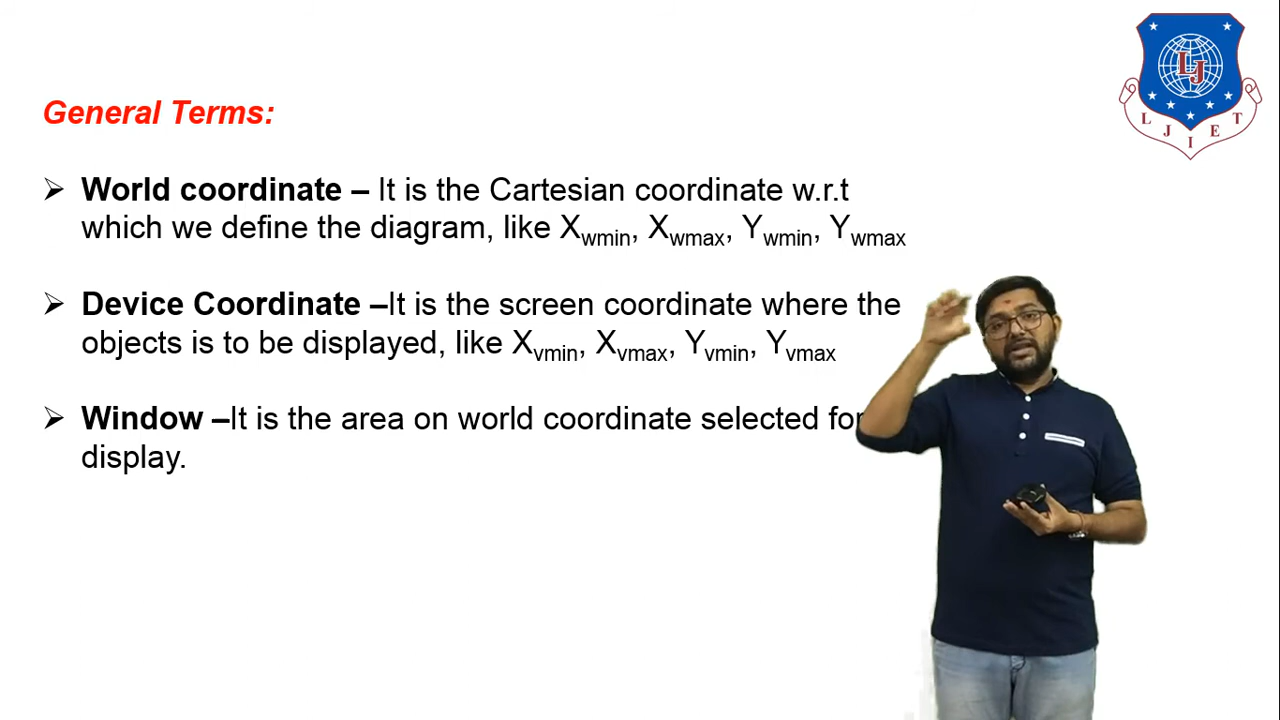 General Terms:
➢ World coordinate – It is the Cartesian coordinate w.r.t
which we define the diagram, like Xwmin, Xwmax, Ywmin, Ywmax
➢ Device Coordinate –It is the screen coordinate where the
objects is to be displayed, like Xvmin, Xvmax, Yvmin, Yvmax
➢ Window –It is the area on world coordinate selected for
display.
LJ
L J I E T